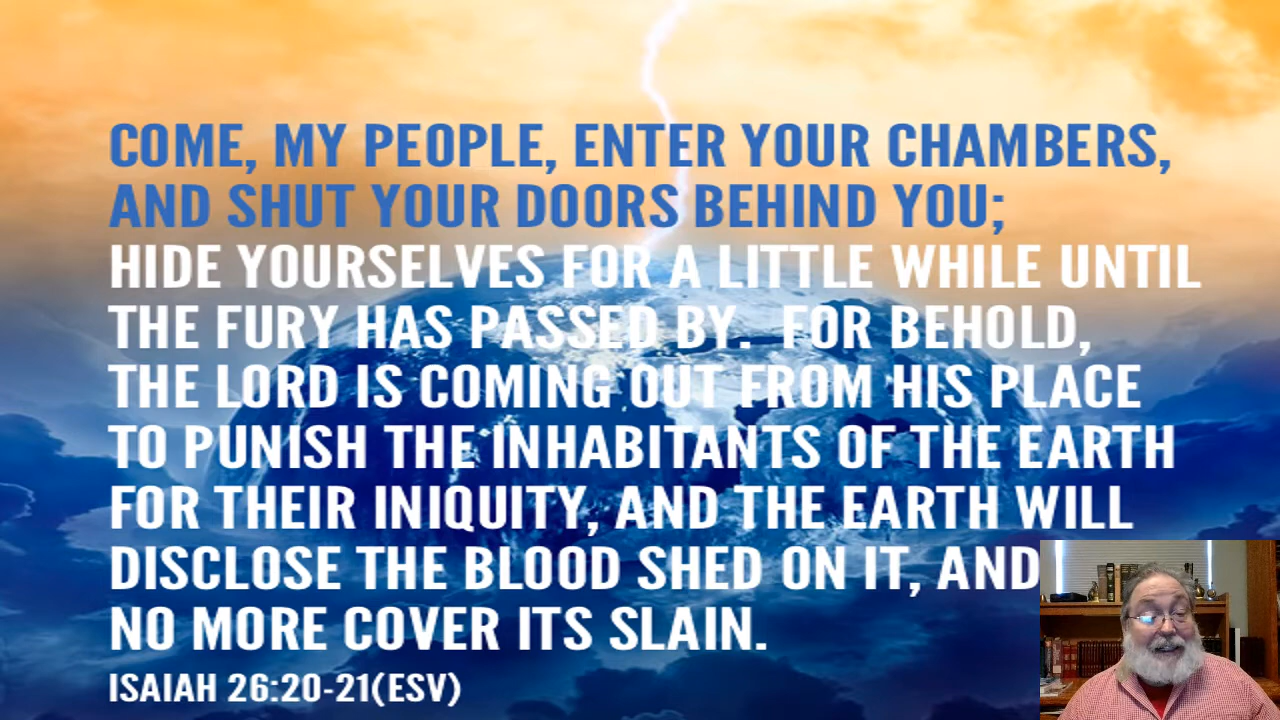 COME, MY PEOPLE, ENTER YOUR CHAMBERS,
AND SHUT YOUR DOORS BEHIND YOU;
HIDE YOURSELVES FOR A LITTLE WHILE UNTIL
THE FURY HAS PASSED BY. FOR BEHOLD,
THE LORD IS COMING OUT FROM HIS PLACE
TO PUNISH THE INHABITANTS OF THE EARTH
FOR THEIR INIQUITY, AND THE EARTH WILL
DISCLOSE THE BLOOD SHED ON IT, AND
NO MORE COVER ITS SLAIN.
ISAIAH 26:20-21(ESV)